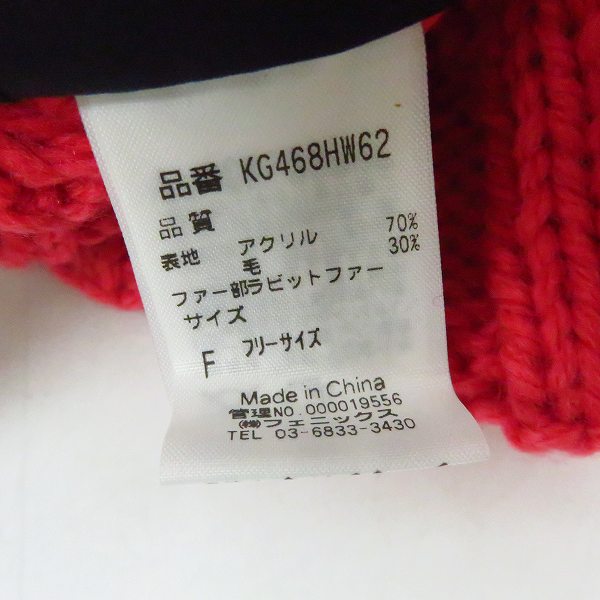 品番 KG468HW62
品質
表地 アクリル 70%
毛 30%
ファー部ラビットファー
サイズ
F フリーサイズ
Made in China
管理NO. 000019556
㈱フェニックス
TEL 03-6833-3430